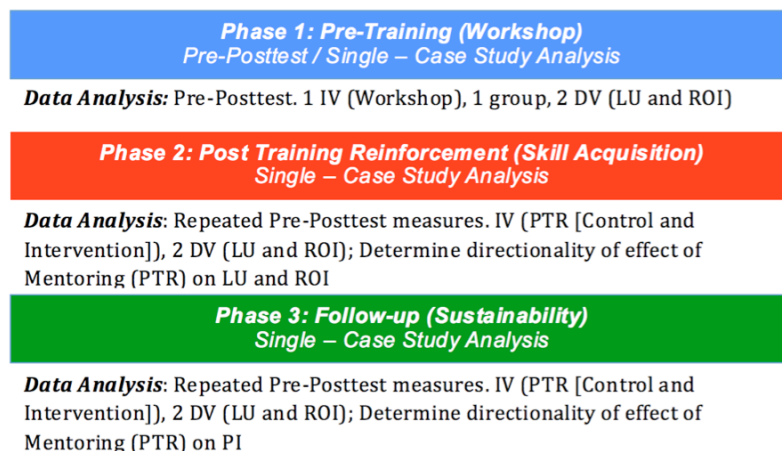 Phase 1: Pre-Training (Workshop)
Pre-Posttest / Single – Case Study Analysis
Data Analysis: Pre-Posttest. 1 IV (Workshop), 1 group, 2 DV (LU and ROI)
Phase 2: Post Training Reinforcement (Skill Acquisition)
Single – Case Study Analysis
Data Analysis: Repeated Pre-Posttest measures. IV (PTR [Control and
Intervention]), 2 DV (LU and ROI); Determine directionality of effect of
Mentoring (PTR) on LU and ROI
Phase 3: Follow-up (Sustainability)
Single – Case Study Analysis
Data Analysis: Repeated Pre-Posttest measures. IV (PTR [Control and
Intervention]), 2 DV (LU and ROI); Determine directionality of effect of
Mentoring (PTR) on PI